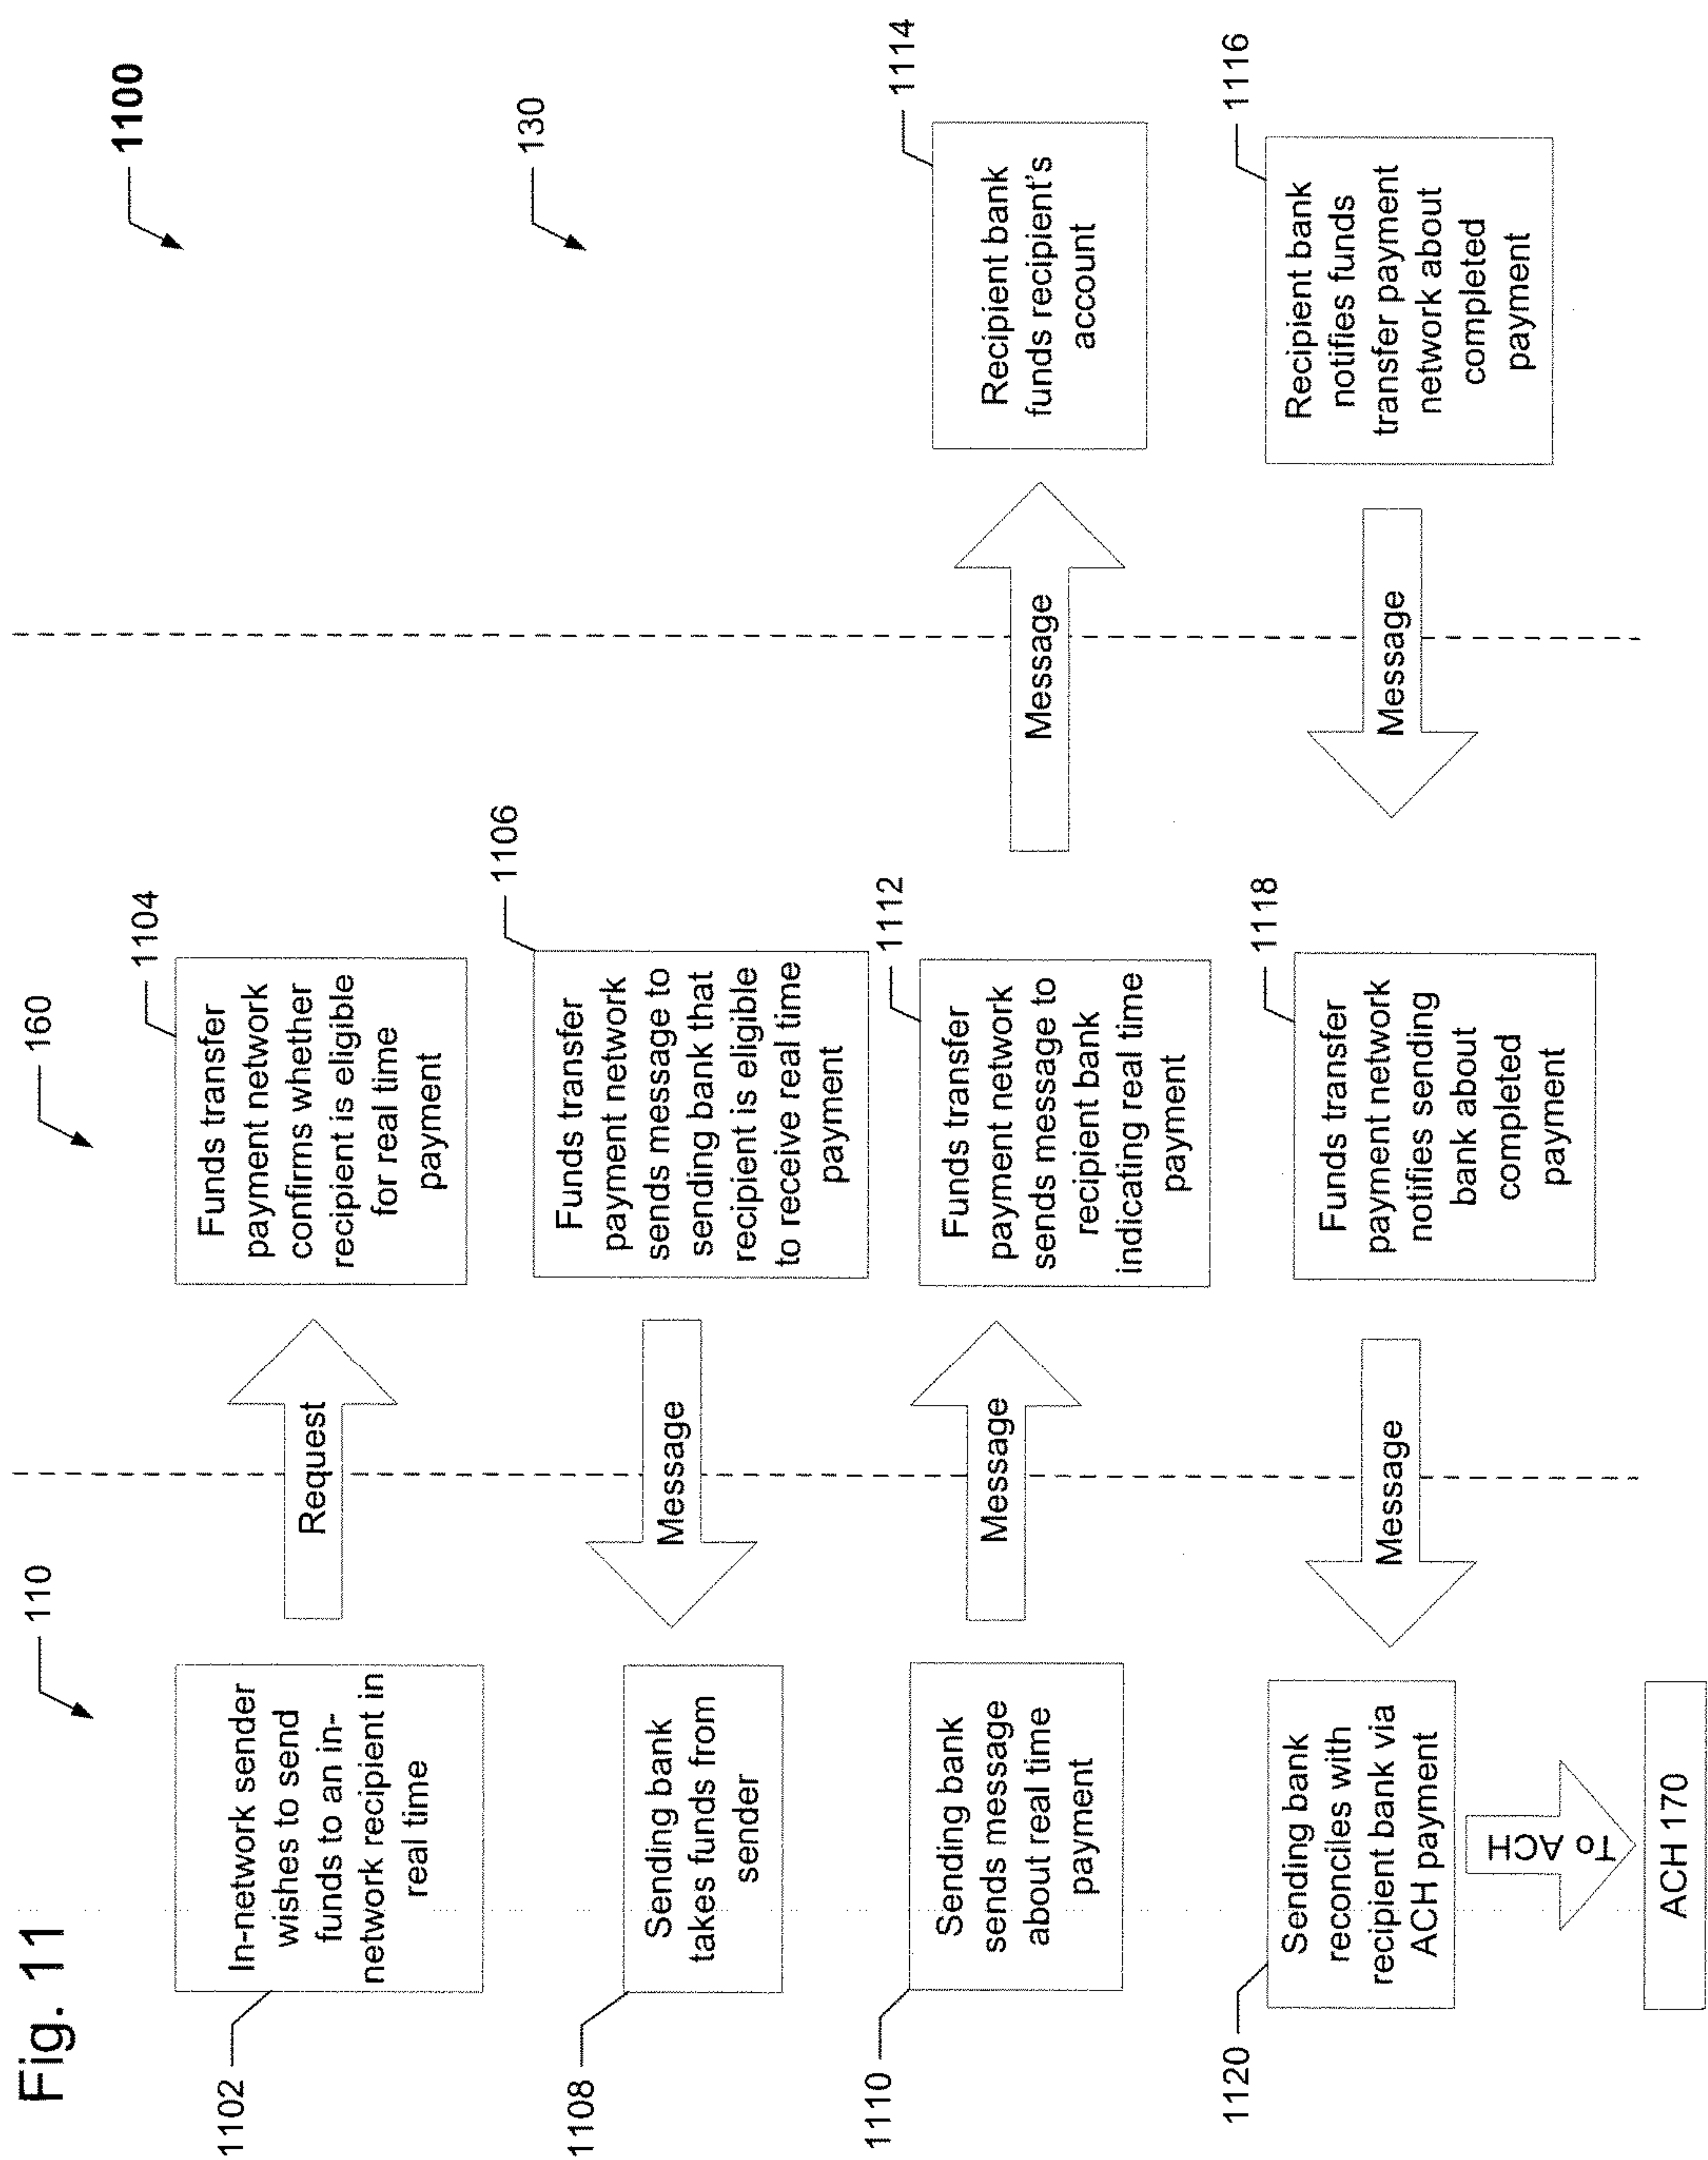 Fig. 11
1100
110
160
130
1102
In-network sender
wishes to send
funds to an in-
network recipient in
real time
Request
1104
Funds transfer
payment network
confirms whether
recipient is eligible
for real time
payment
1106
Funds transfer
payment network
sends message to
sending bank that
recipient is eligible
to receive real time
payment
Message
1108
Sending bank
takes funds from
sender
1110
Sending bank
sends message
about real time
payment
Message
1112
Funds transfer
payment network
sends message to
recipient bank
indicating real time
payment
Message
1114
Recipient bank
funds recipient's
account
1116
Recipient bank
notifies funds
transfer payment
network about
completed
payment
Message
1118
Funds transfer
payment network
notifies sending
bank about
completed
payment
Message
1120
Sending bank
reconciles with
recipient bank via
ACH payment
To ACH
ACH 170